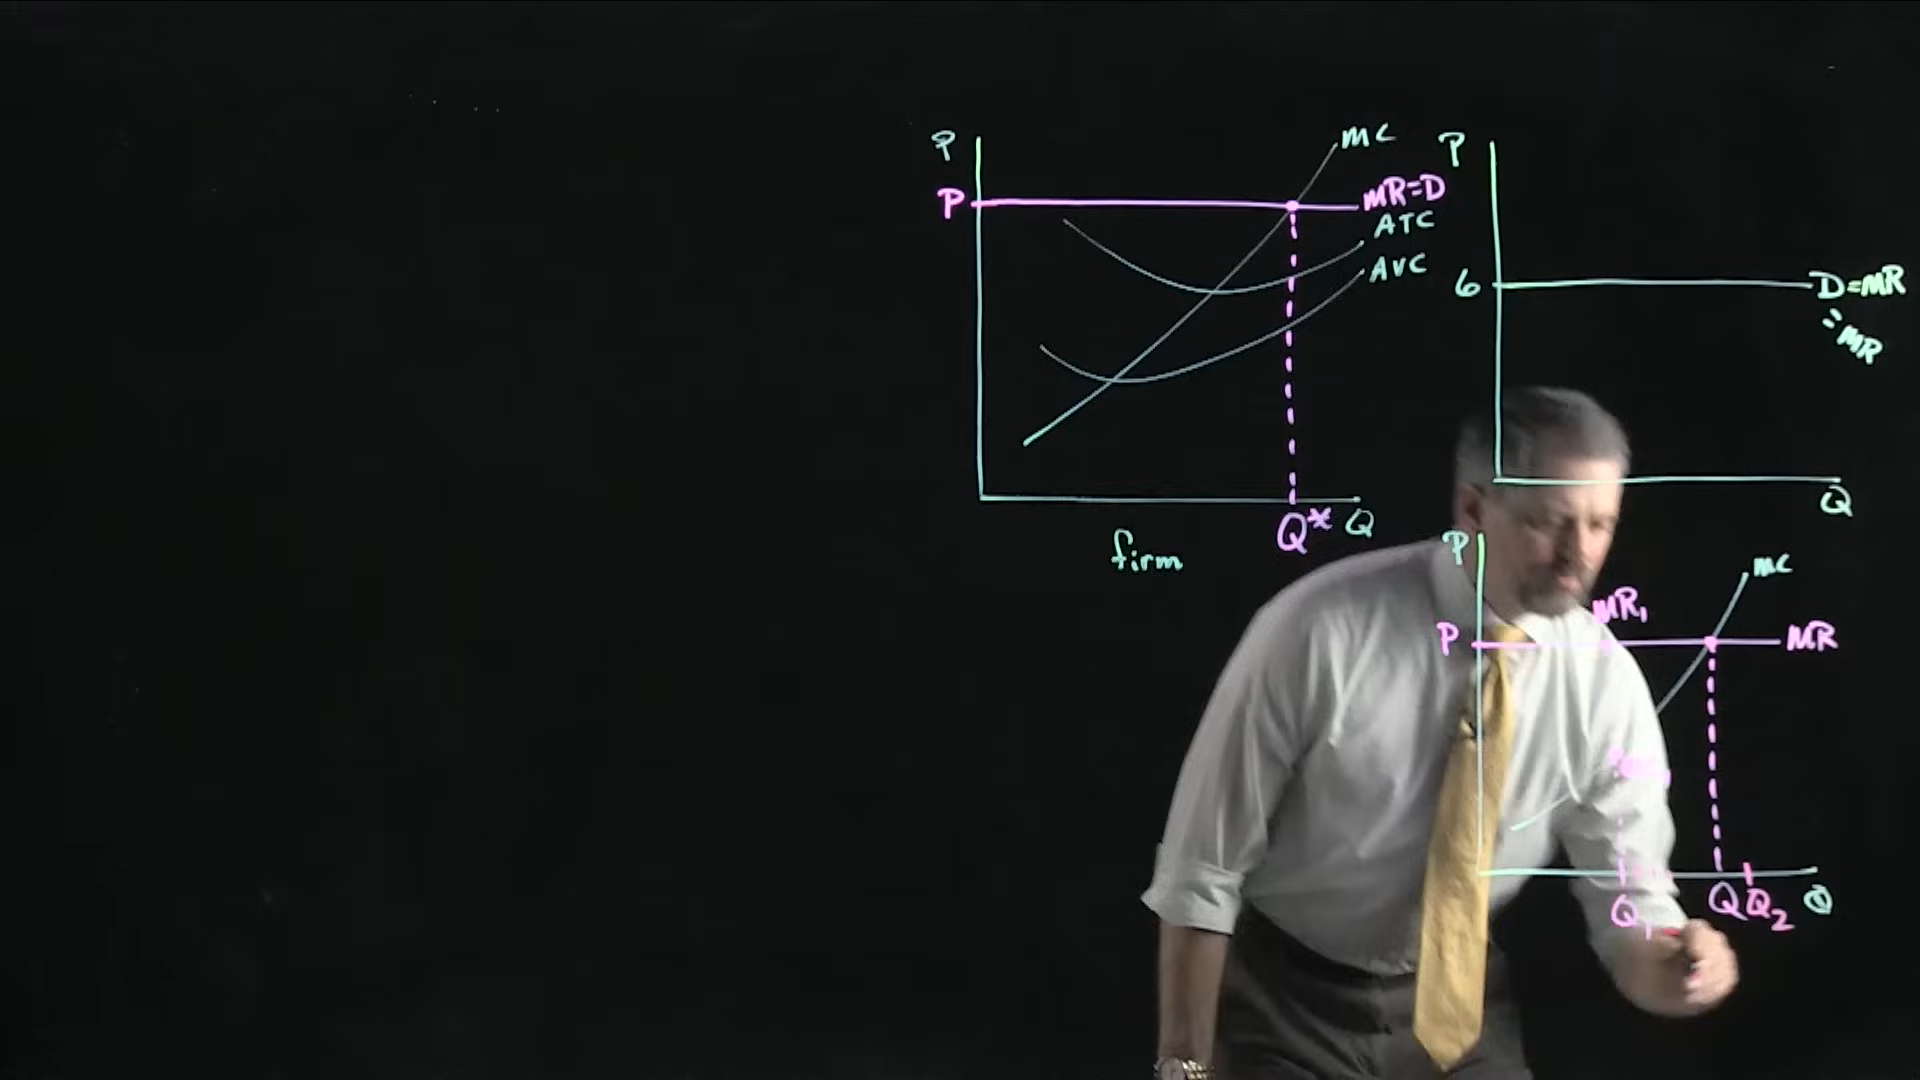 P
P
MC
MR=D
ATC
AVC
Q* Q
firm
P
6
D=MR
=MR
Q
P
P
MC
MR₁
MR
Q₁
Q
Q₂
Q